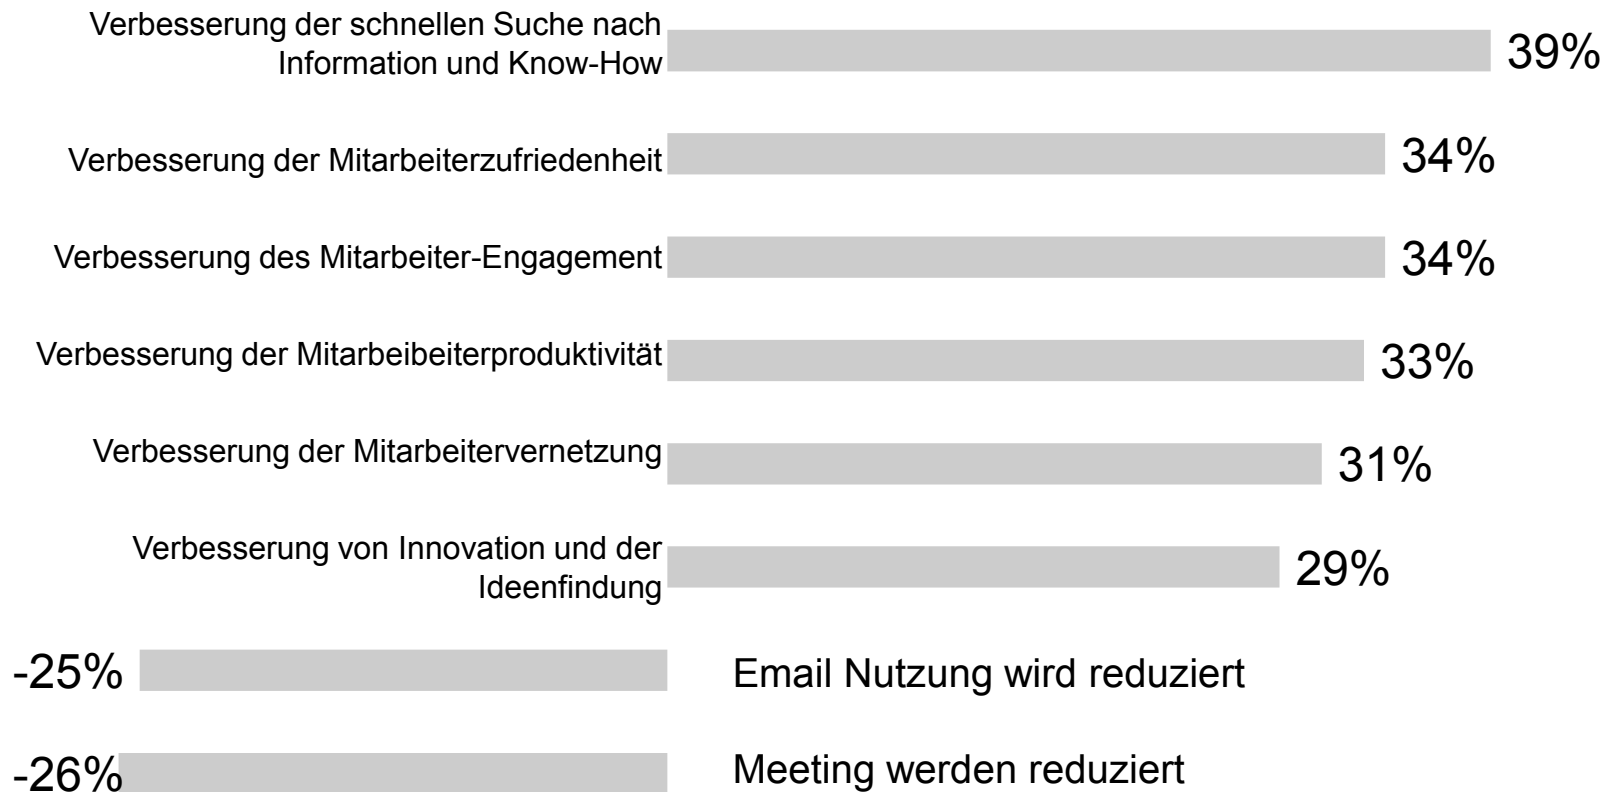 Verbesserung der schnellen Suche nach
Information und Know-How
39%
Verbesserung der Mitarbeiterzufriedenheit
34%
Verbesserung des Mitarbeiter-Engagement
34%
Verbesserung der Mitarbeibeiterproduktivität
33%
Verbesserung der Mitarbeitervernetzung
31%
Verbesserung von Innovation und der
Ideenfindung
29%
-25%
Email Nutzung wird reduziert
-26%
Meeting werden reduziert